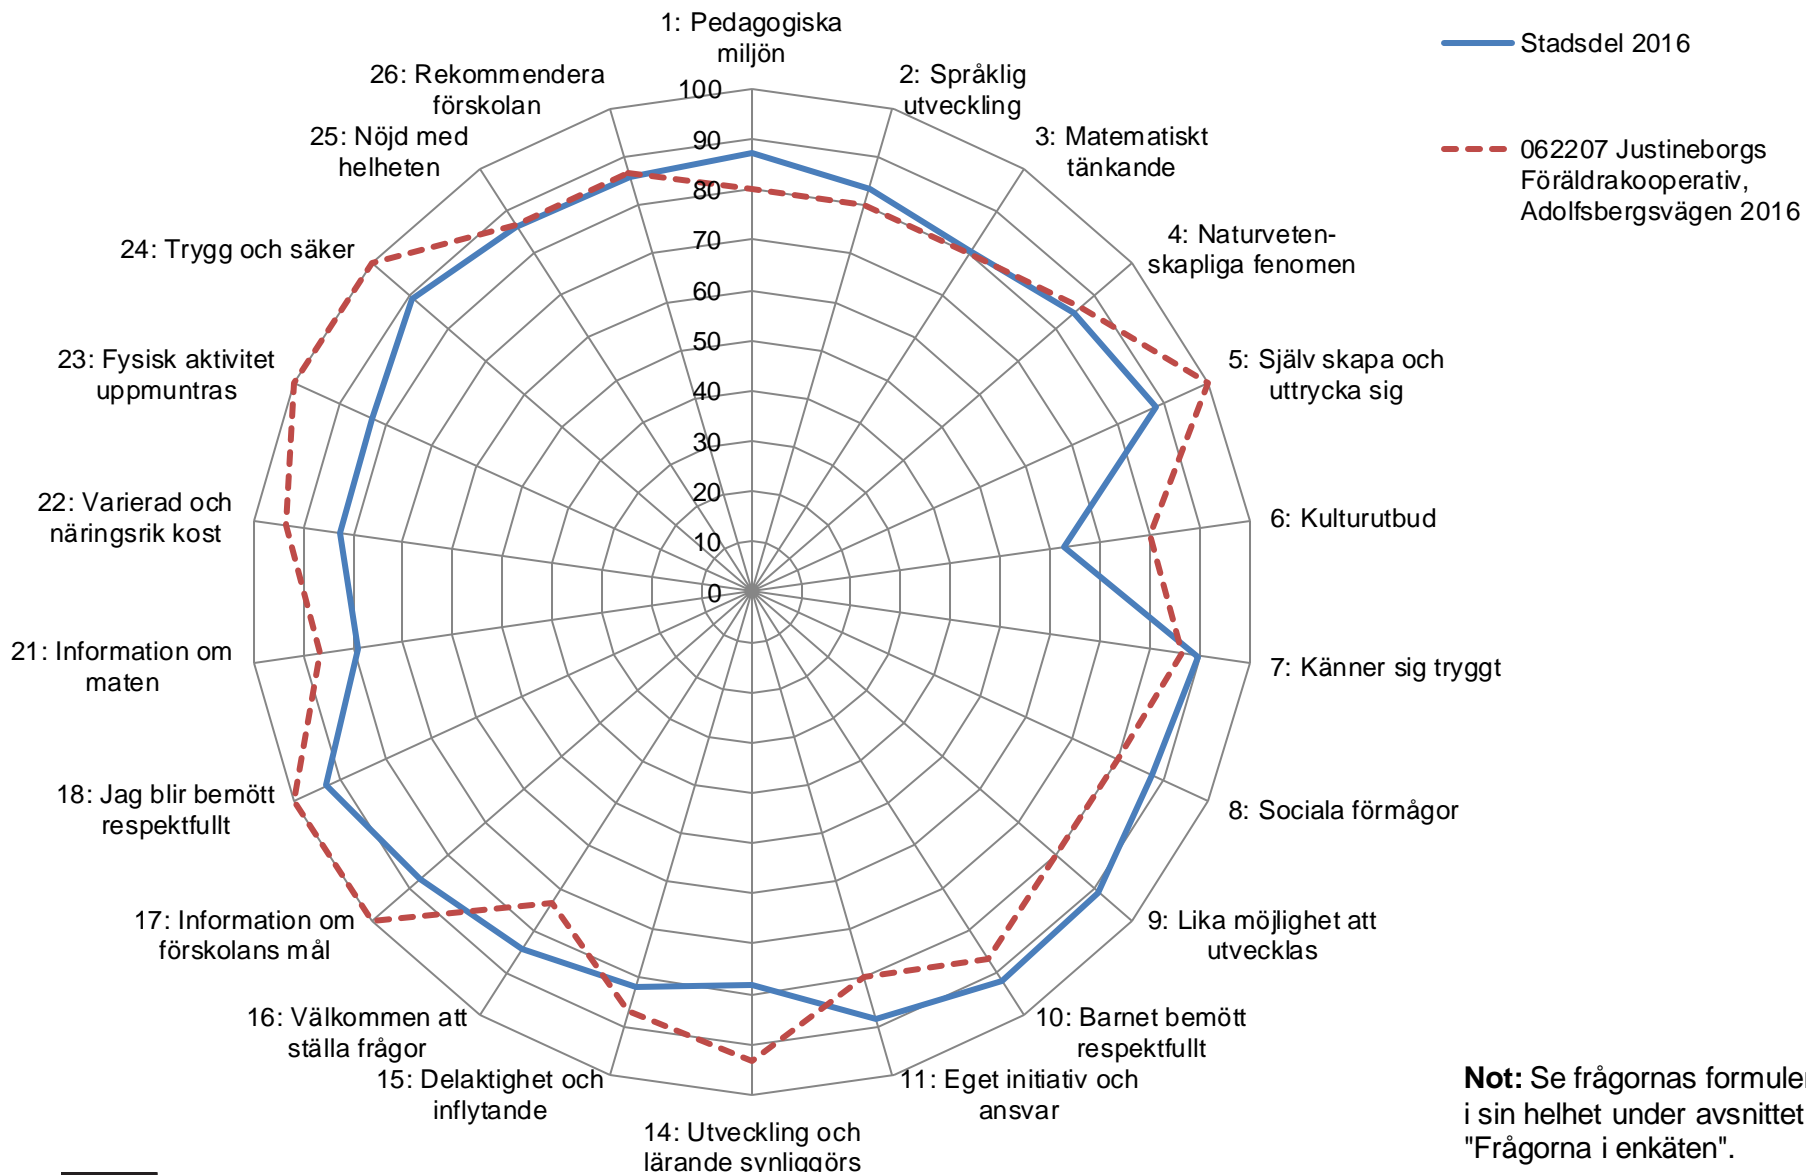 1: Pedagogiska
miljön
2: Språklig
utveckling
3: Matematiskt
tänkande
4: Naturveten-
skapliga fenomen
5: Själv skapa och
uttrycka sig
6: Kulturutbud
7: Känner sig tryggt
8: Sociala förmågor
9: Lika möjlighet att
utvecklas
10: Barnet bemött
respektfullt
11: Eget initiativ och
ansvar
14: Utveckling och
lärande synliggörs
15: Delaktighet och
inflytande
16: Välkommen att
ställa frågor
17: Information om
förskolans mål
18: Jag blir bemött
respektfullt
21: Information om
maten
22: Varierad och
näringsrik kost
23: Fysisk aktivitet
uppmuntras
24: Trygg och säker
25: Nöjd med
helheten
26: Rekommendera
förskolan
100
90
80
70
60
50
40
30
20
10
0
Stadsdel 2016
062207 Justineborgs
Föräldrakooperativ,
Adolfsbergsvägen 2016
Not: Se frågornas
i sin helhet under avsnittet
"Frågorna i enkäten".